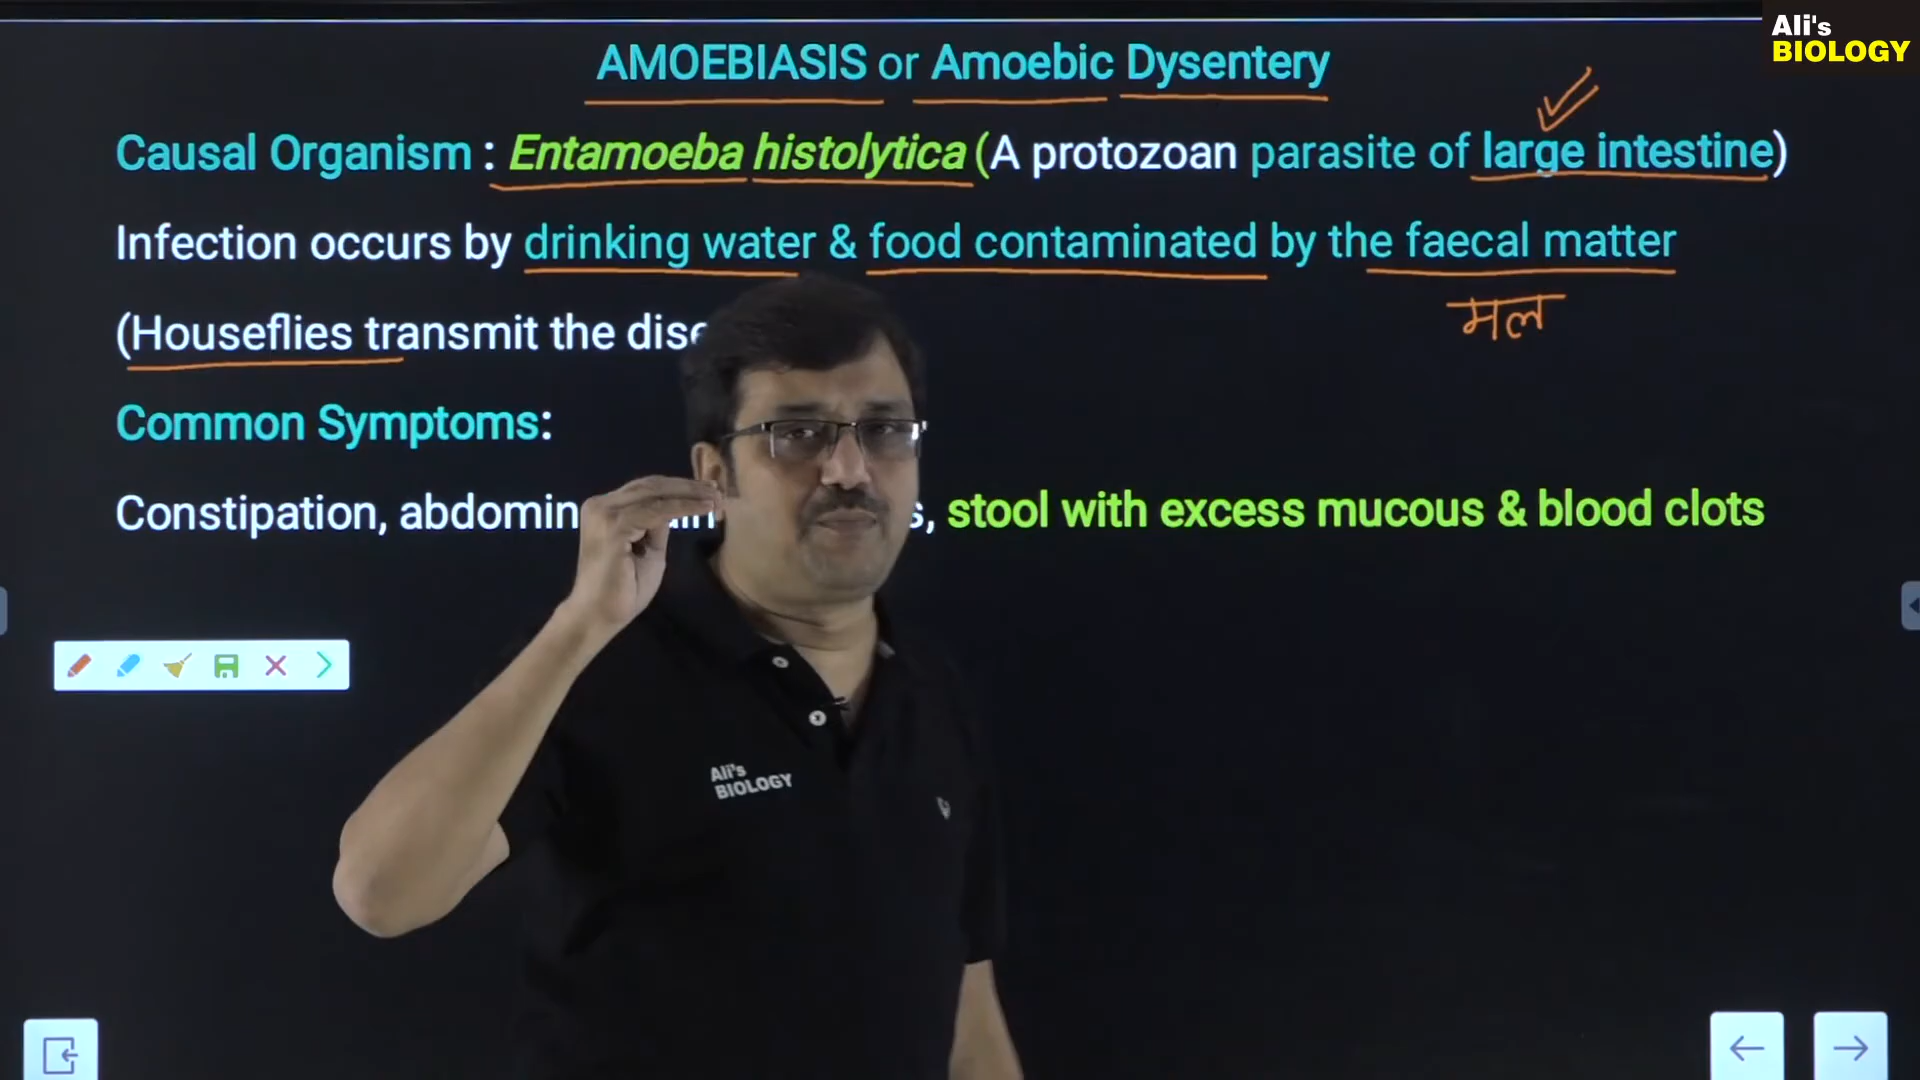 Ali's
BIOLOGY
AMOEBIASIS or Amoebic Dysentery
Causal Organism : Entamoeba histolytica (A protozoan parasite of large intestine)
Infection occurs by drinking water & food contaminated by the faecal matter
मल
(Houseflies transmit the
Common Symptoms:
Constipation, stool with excess mucous & blood clots
Ali's
BIOLOGY